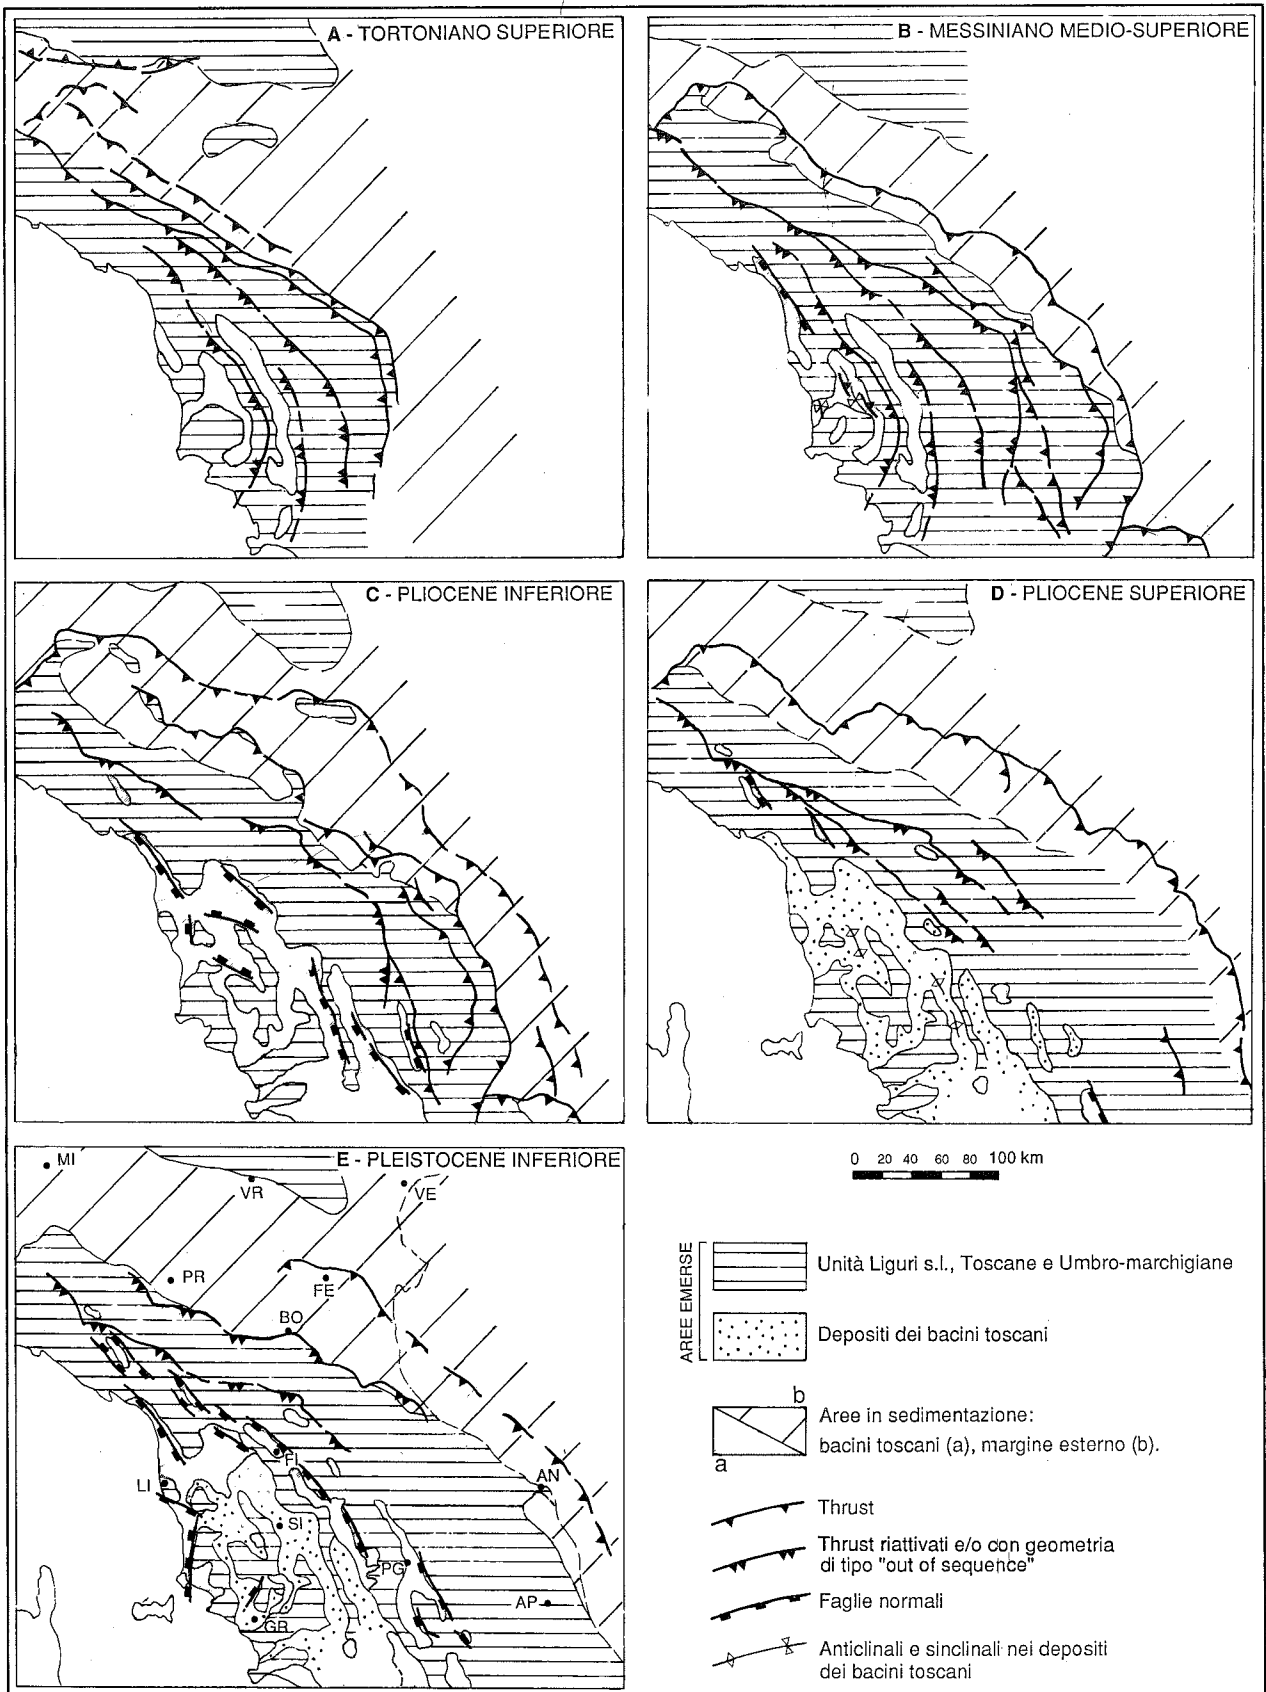 A - TORTONIANO SUPERIORE
B - MESSINIANO MEDIO-SUPERIORE
C - PLIOCENE INFERIORE
D - PLIOCENE SUPERIORE
E - PLEISTOCENE INFERIORE
MI
VR
VE
PR
FE
BO
FI
LI
AN
SI
PG
GR
AP
0 20 40 60 80 100 km
AREE EMERSE
Unità Liguri s.l., Toscane e Umbro-marchigiane
Depositi dei bacini toscani
b
a
Aree in sedimentazione:
bacini toscani (a), margine esterno (b).
Thrust
Thrust riattivati e/o con geometria
di tipo "out of sequence"
Faglie normali
Anticlinali e sinclinali nei depositi
dei bacini toscani